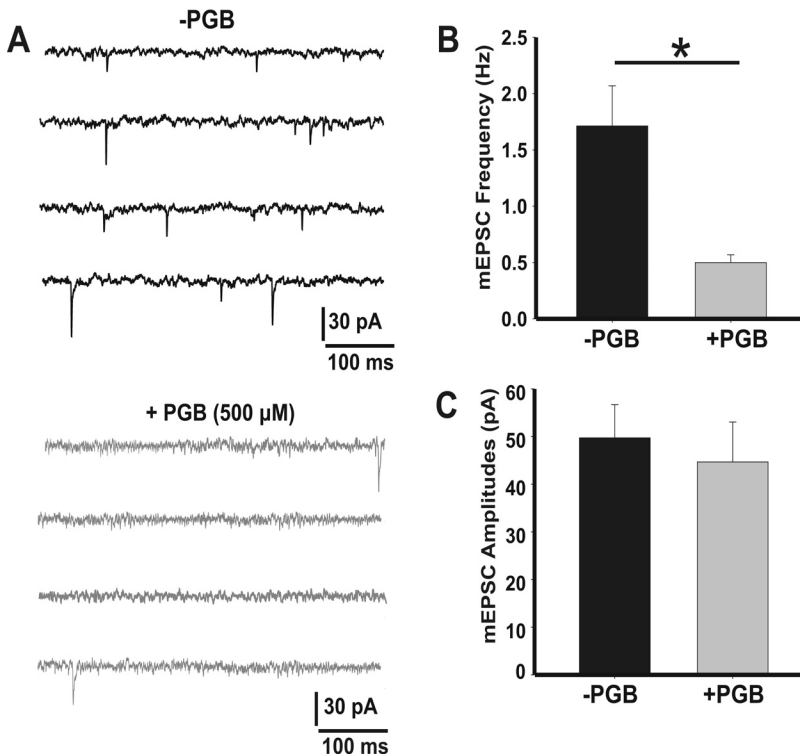 A
-PGB
30 pA
100 ms
+ PGB (500 µM)
30 pA
100 ms
B
mEPSC Frequency (Hz)
2.5
2.0
1.5
1.0
0.5
0.0
*
-PGB
+PGB
C
mEPSC Amplitudes (pA)
60
50
40
30
20
10
0
-PGB
+PGB